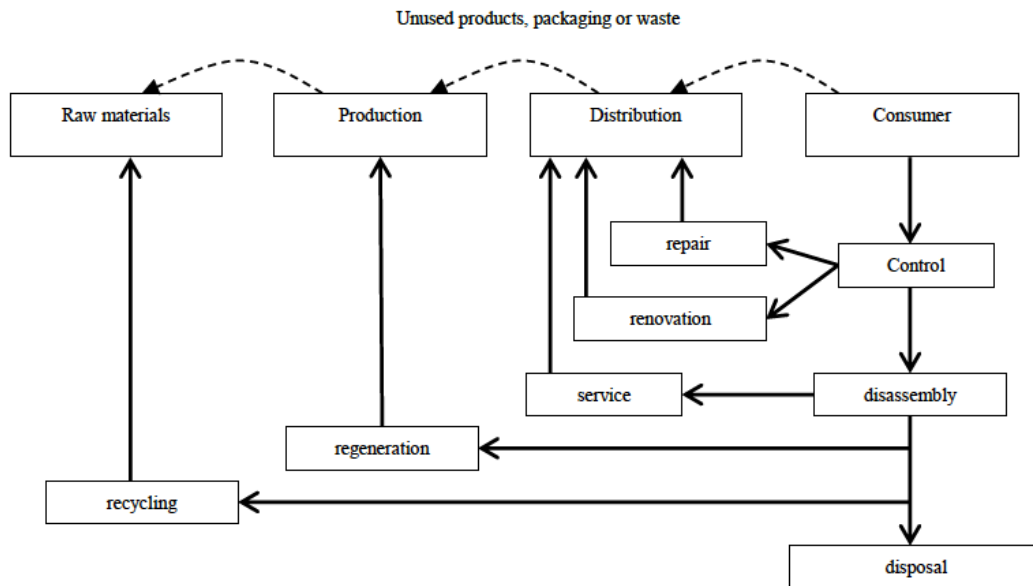 Unused products, packaging or waste
Raw materials
Production
Distribution
Consumer
repair
Control
renovation
service
disassembly
regeneration
recycling
disposal